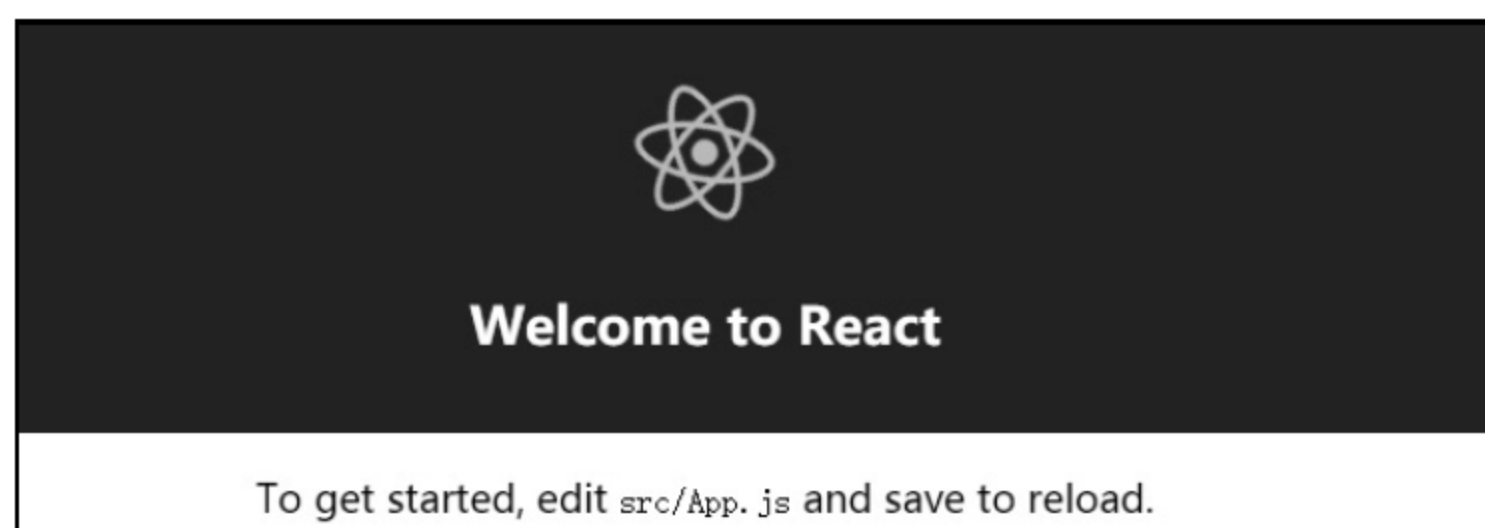 Welcome to React
To get started, edit src/App.js and save to reload.